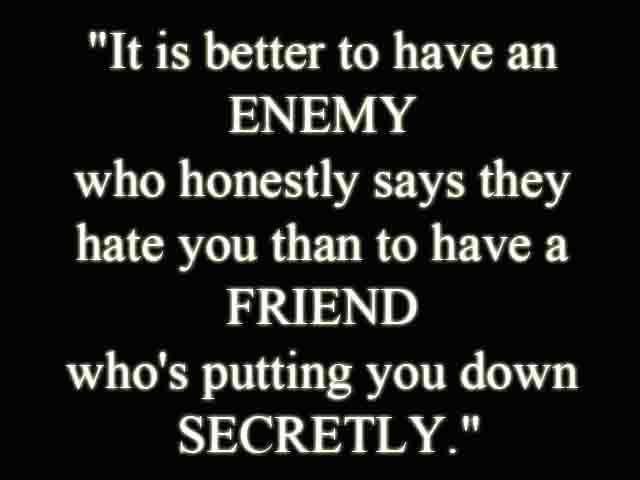 "It is better to have an
ENEMY
who honestly says they
hate you than to have a
FRIEND
who's putting you down
SECRETLY."